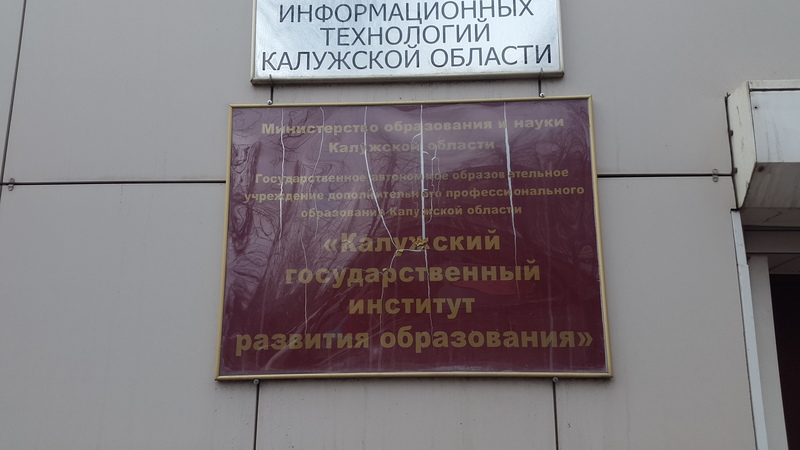 ИНФОРМАЦИОННЫХ
ТЕХНОЛОГИЙ
КАЛУЖСКОЙ ОБЛАСТИ
Министерство образования и науки
Калужской области
Государственное автономное образовательное
учреждение дополнительного профессионального
образования Калужской области
«Калужский
государственный
институт
развития образования»